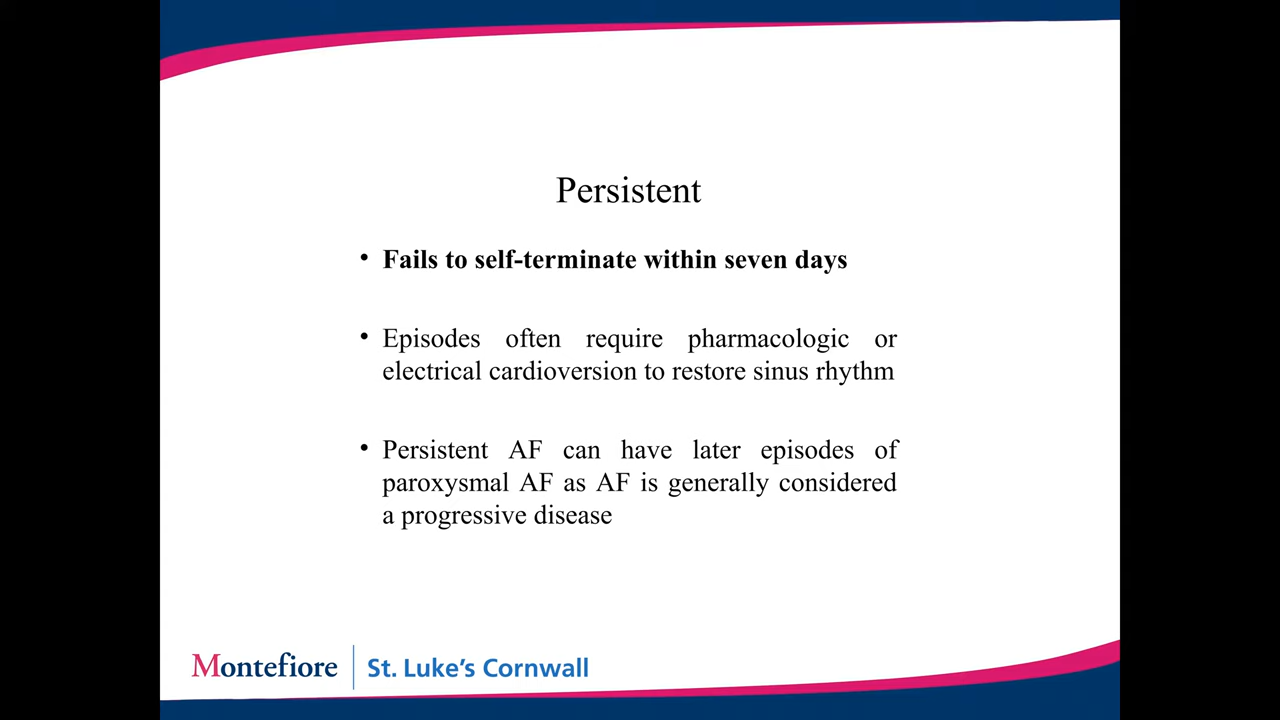 Persistent
• Fails to self-terminate within seven days
• Episodes often require pharmacologic or
electrical cardioversion to restore sinus rhythm
• Persistent AF can have later episodes of
paroxysmal AF as AF is generally considered
a progressive disease
Montefiore | St. Luke's Cornwall